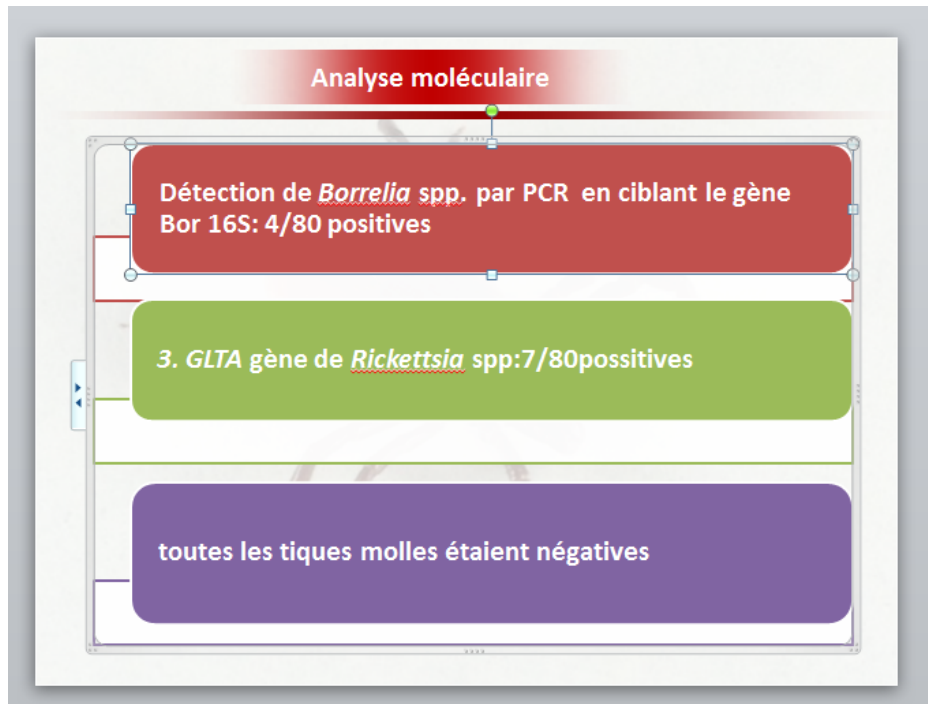 Analyse moléculaire
Détection de Borrelia spp. par PCR en ciblant le gène
Bor 16S: 4/80 positives
3. GLTA gène de Rickettsia spp:7/80possitives
toutes les tiques molles étaient négatives